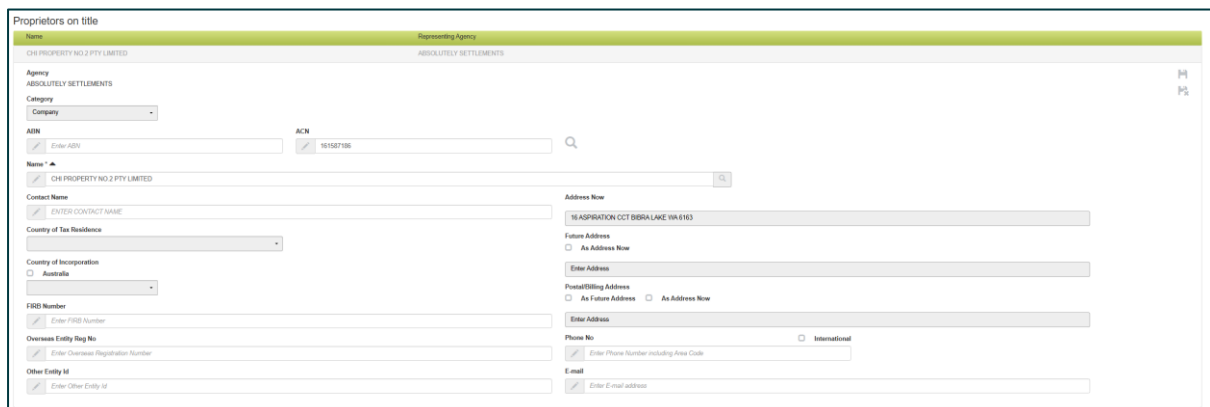 Proprietors on title
Name Representing Agency
CHI PROPERTY NO.2 PTY LIMITED ABSOLUTELY SETTLEMENTS
Agency
ABSOLUTELY SETTLEMENTS
Category
Company
ABN ACN
Enter ABN 161587186
Name *
CHI PROPERTY NO.2 PTY LIMITED
Contact Name Address Now
ENTER CONTACT NAME 16 ASPIRATION CCT BIBRA LAKE WA 6163
Country of Tax Residence Future Address
As Address Now
Country of Incorporation Enter Address
Australia Postal/Billing Address
As Future Address As Address Now
FIRB Number
Enter FIRB Number Enter Address
Overseas Entity Reg No Phone No International
Enter Overseas Registration Number Enter Phone Number including Area Code
Other Entity Id E-mail
Enter Other Entity Id Enter E-mail address